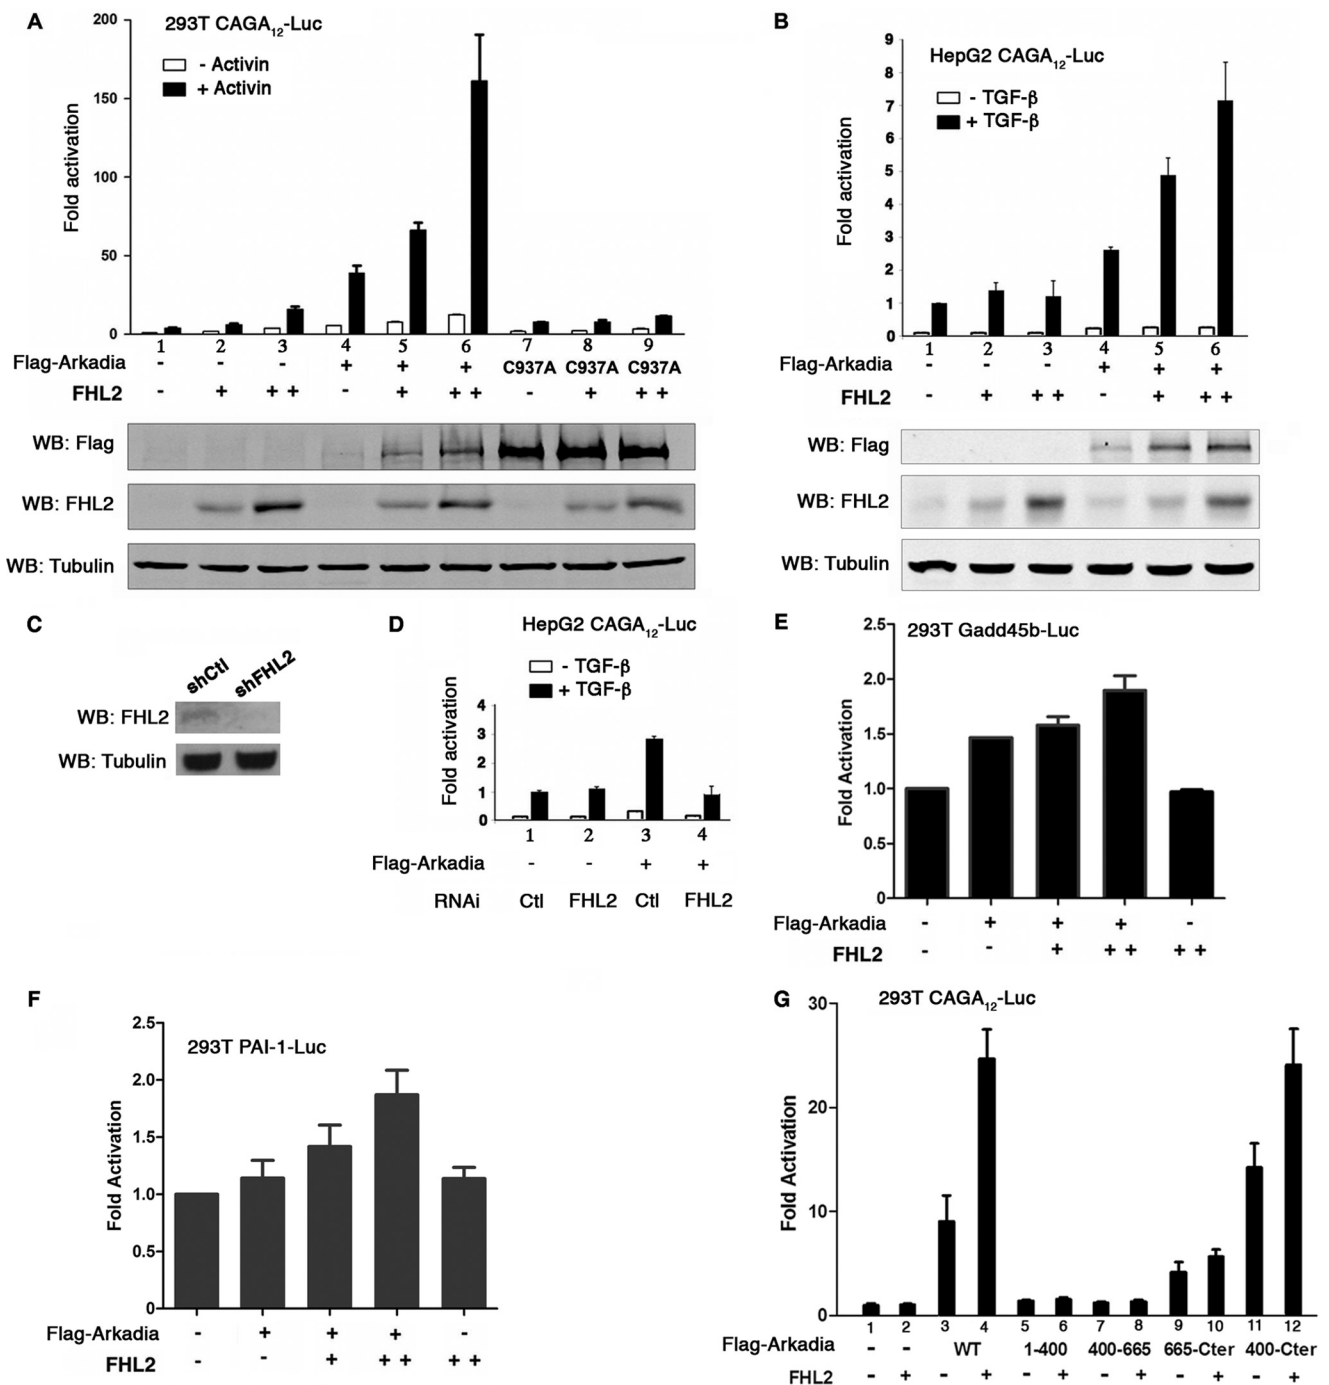 A
293T CAGA12-Luc
- Activin
+ Activin
Fold activation
200
150
100
50
0
1 2 3 4 5 6 7 8 9
Flag-Arkadia - - - + + + C937A C937A C937A
FHL2 - + + + - + + + - + + +
WB: Flag
WB: FHL2
WB: Tubulin
B
HepG2 CAGA12-Luc
- TGF-β
+ TGF-β
Fold activation
9
8
7
6
5
4
3
2
1
0
1 2 3 4 5 6
Flag-Arkadia - - - + + +
FHL2 - + + + - + + +
WB: Flag
WB: FHL2
WB: Tubulin
C
shCtl shFHL2
WB: FHL2
WB: Tubulin
D
HepG2 CAGA12-Luc
- TGF-β
+ TGF-β
Fold activation
4
3
2
1
0
1 2 3 4
Flag-Arkadia - - + +
RNAi Ctl FHL2 Ctl FHL2
E
293T Gadd45b-Luc
Fold Activation
2.5
2.0
1.5
1.0
0.5
0
Flag-Arkadia - + + + -
FHL2 - - + + + + +
F
293T PAI-1-Luc
Fold Activation
2.5
2.0
1.5
1.0
0.5
0
Flag-Arkadia - + + + -
FHL2 - - + + + + +
G
293T CAGA12-Luc
Fold Activation
30
20
10
0
1 2 3 4 5 6 7 8 9 10 11 12
Flag-Arkadia - - WT 1-400 400-665 665-Cter 400-Cter
FHL2 - + - + - + - + - + - +